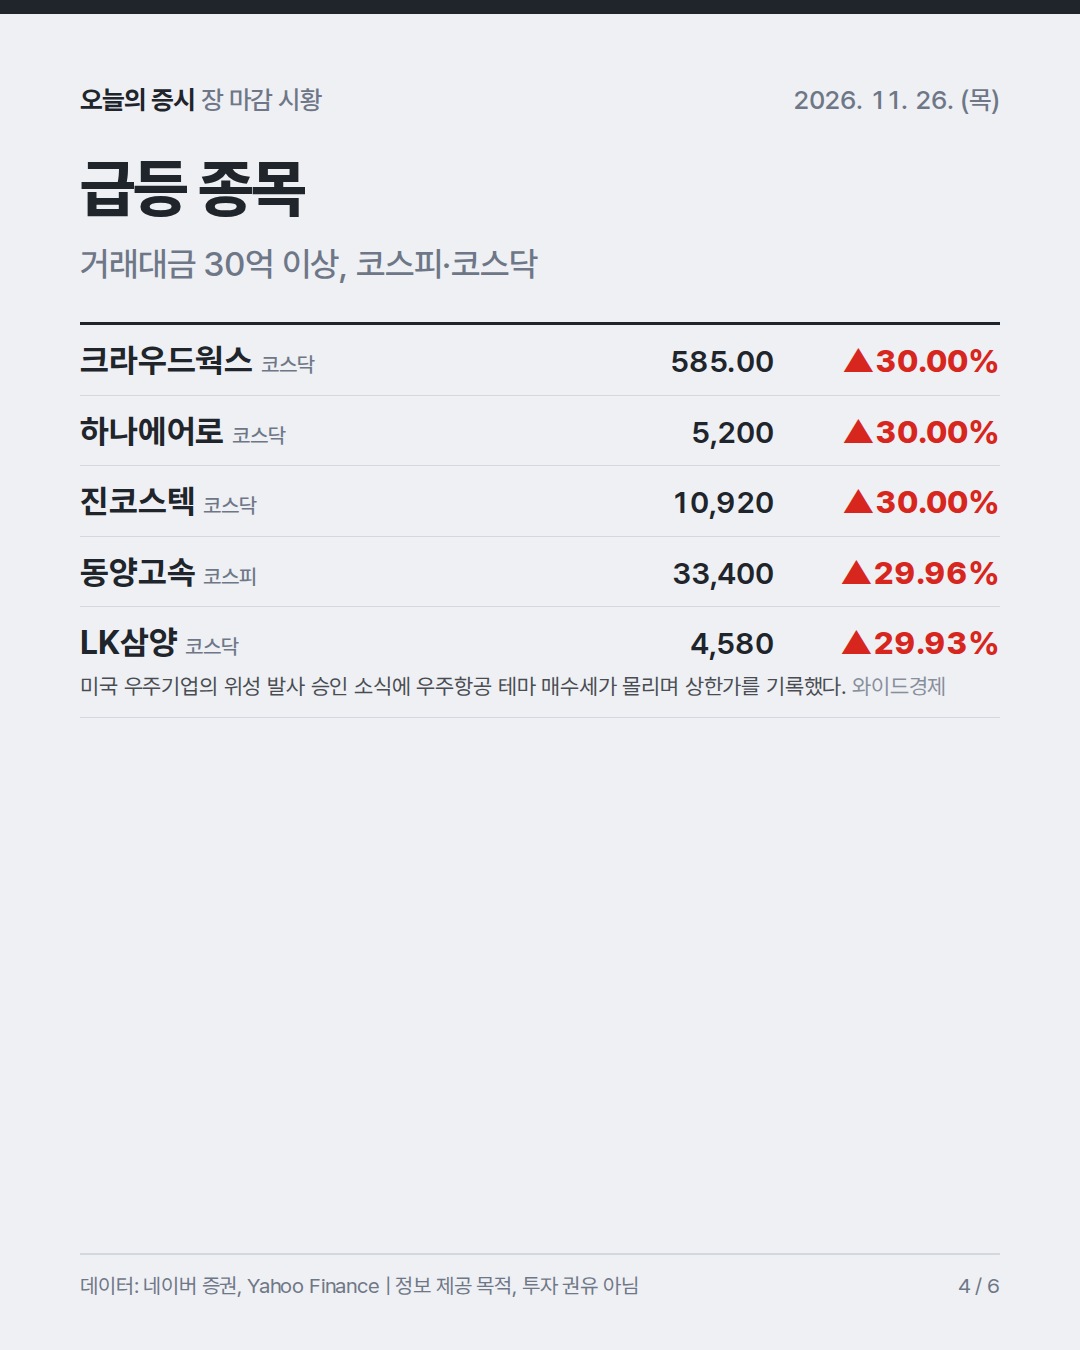 오늘의 증시 장 마감 시황 2026. 11. 26. (목)
급등 종목
거래대금 30억 이상, 코스피·코스닥
크라우드웍스 코스닥 585.00 ▲30.00%
하나에어로 코스닥 5,200 ▲30.00%
진코스텍 코스닥 10,920 ▲30.00%
동양고속 코스피 33,400 ▲29.96%
LK삼양 코스닥 4,580 ▲29.93%
미국 우주기업의 위성 발사 승인 소식에 우주항공 테마 매수세가 몰리며 상한가를 기록했다. 와이드경제
데이터: 네이버 증권, Yahoo Finance | 정보 제공 목적, 투자 권유 아님 4 / 6